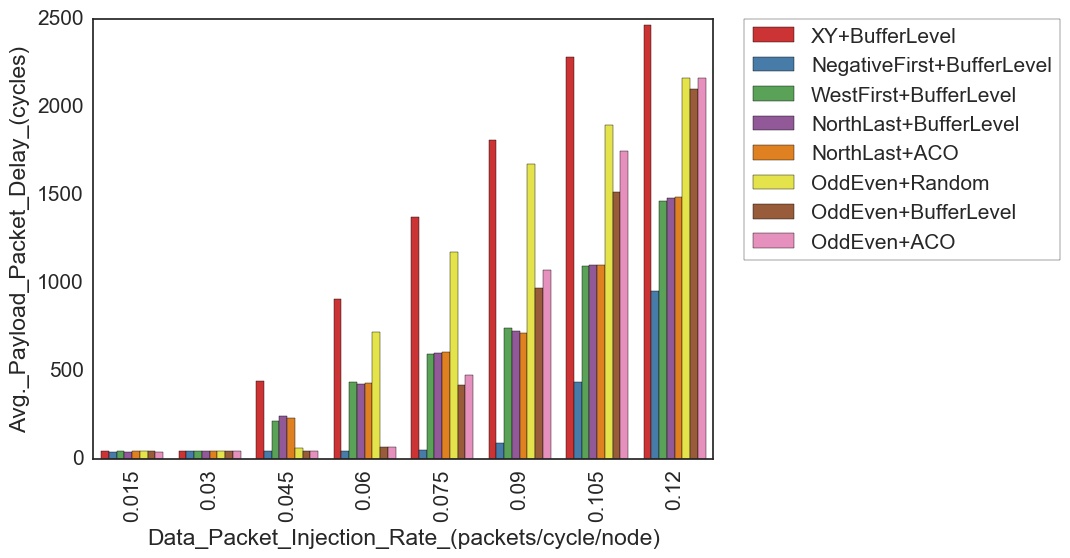 2500
2000
1500
1000
500
0
Avg._Payload_Packet_Delay_(cycles)
0.015
0.03
0.045
0.06
0.075
0.09
0.105
0.12
Data_Packet_Injection_Rate_(packets/cycle/node)
XY+BufferLevel
NegativeFirst+BufferLevel
WestFirst+BufferLevel
NorthLast+BufferLevel
NorthLast+ACO
OddEven+Random
OddEven+BufferLevel
OddEven+ACO